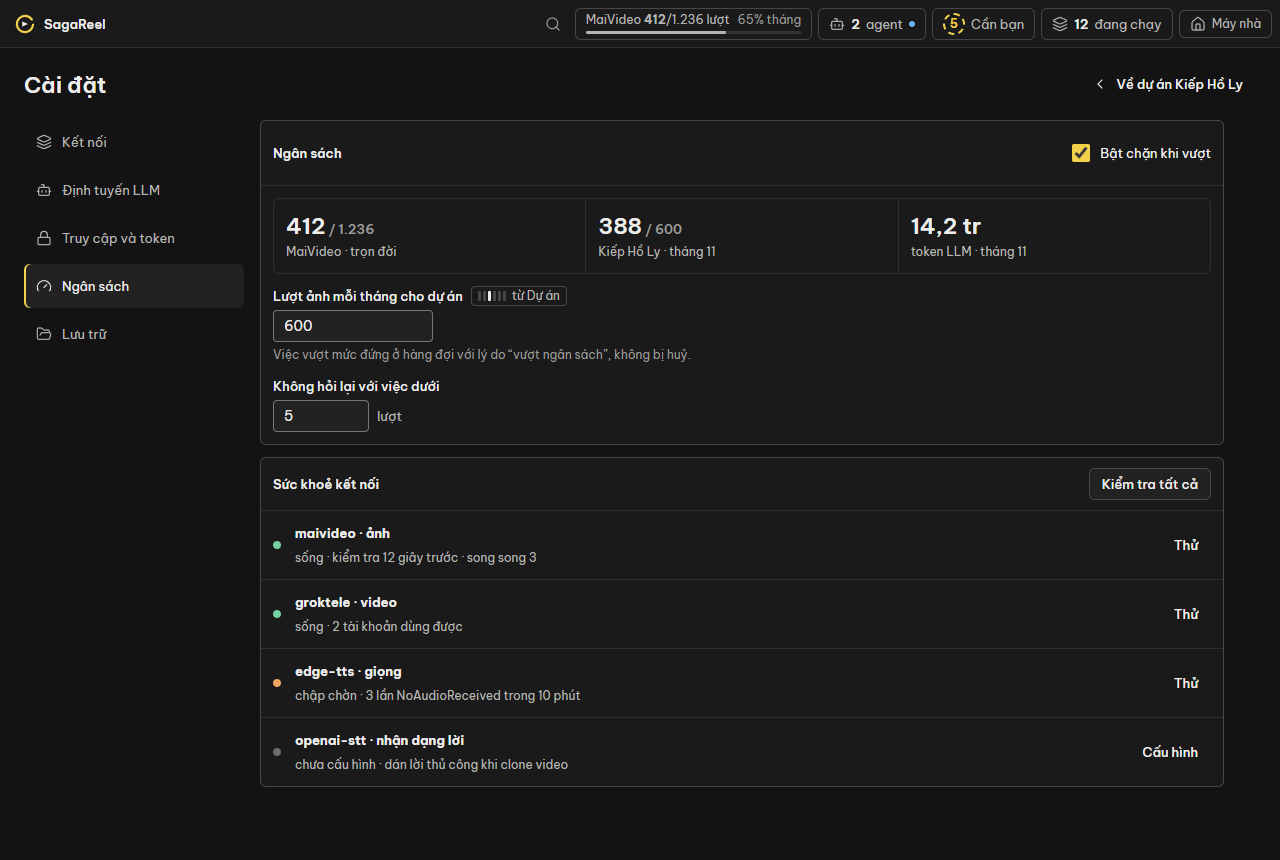 SagaReel
MaiVideo 412/1.236 lượt 65% tháng
2 agent
5 Cần bạn
12 đang chạy
Máy nhà
Cài đặt
Về dự án Kiếp Hồ Ly
Kết nối
Định tuyến LLM
Truy cập và token
Ngân sách
Lưu trữ
Ngân sách
Bật chặn khi vượt
412 / 1.236
MaiVideo · trọn đời
388 / 600
Kiếp Hồ Ly · tháng 11
14,2 tr
token LLM · tháng 11
Lượt ảnh mỗi tháng cho dự án
từ Dự án
600
Việc vượt mức đứng ở hàng đợi với lý do “vượt ngân sách”, không bị huỷ.
Không hỏi lại với việc dưới
5 lượt
Sức khoẻ kết nối
Kiểm tra tất cả
maivideo · ảnh
sống · kiểm tra 12 giây trước · song song 3
Thử
groktele · video
sống · 2 tài khoản dùng được
Thử
edge-tts · giọng
chập chờn · 3 lần NoAudioReceived trong 10 phút
Thử
openai-stt · nhận dạng lời
chưa cấu hình · dán lời thủ công khi clone video
Cấu hình